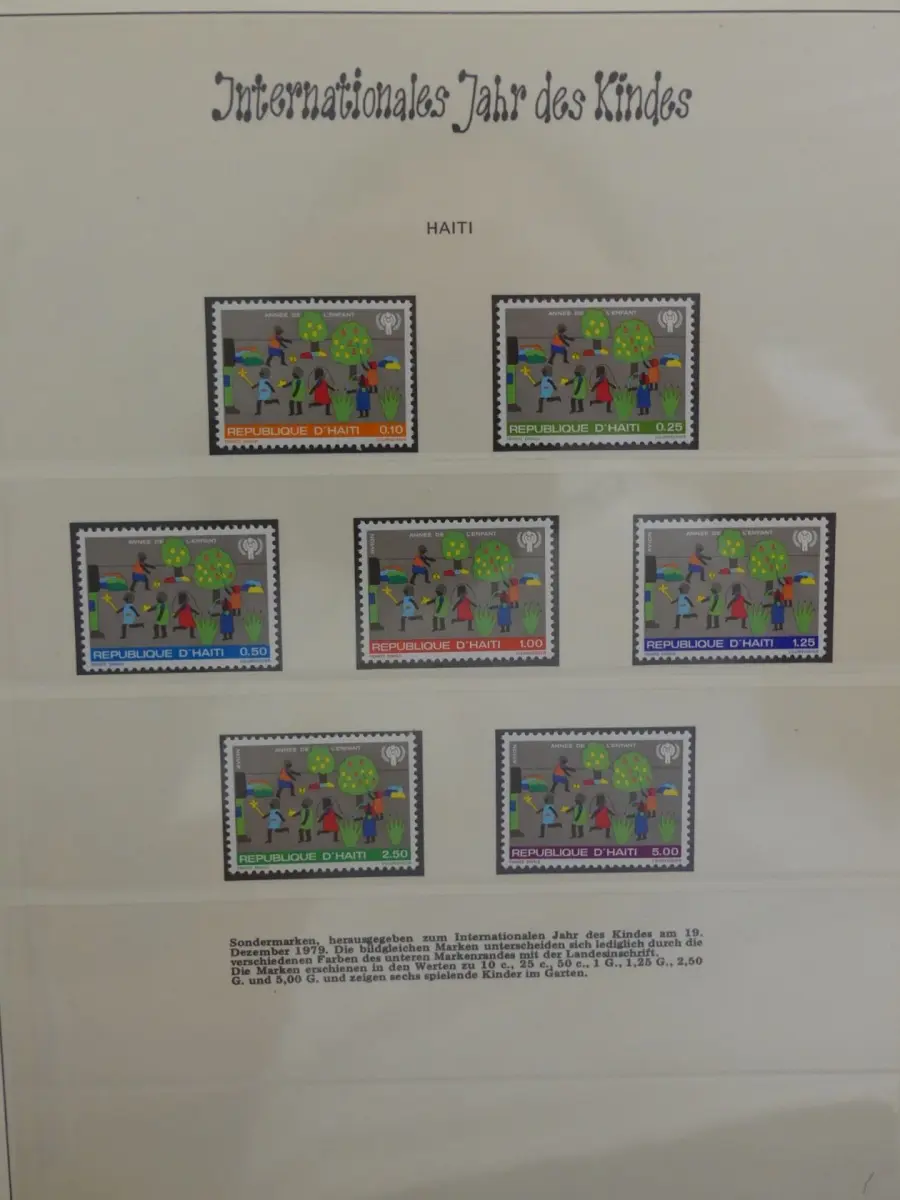 Internationales Jahr des Kindes
HAITI
ANNEE DE L'ENFANT
REPUBLIQUE D'HAITI 0.10
ANNEE DE L'ENFANT
REPUBLIQUE D'HAITI 0.25
ANNEE DE L'ENFANT
REPUBLIQUE D'HAITI 0.50
AVION
ANNEE DE L'ENFANT
REPUBLIQUE D'HAITI 1.00
AVION
ANNEE DE L'ENFANT
REPUBLIQUE D'HAITI 1.25
AVION
ANNEE DE L'ENFANT
REPUBLIQUE D'HAITI 2.50
AVION
ANNEE DE L'ENFANT
REPUBLIQUE D'HAITI 5.00
Sondermarken, herausgegeben zum Internationalen Jahr des Kindes am 19.
Dezember 1979. Die bildgleichen Marken unterscheiden sich lediglich durch die
verschiedenen Farben des unteren Markenrandes mit der Landesinschrift.
Die Marken erschienen in den Werten zu 10 c., 25 c., 50 c., 1 G., 1,25 G., 2,50
G. und 5,00 G. und zeigen sechs spielende Kinder im Garten.